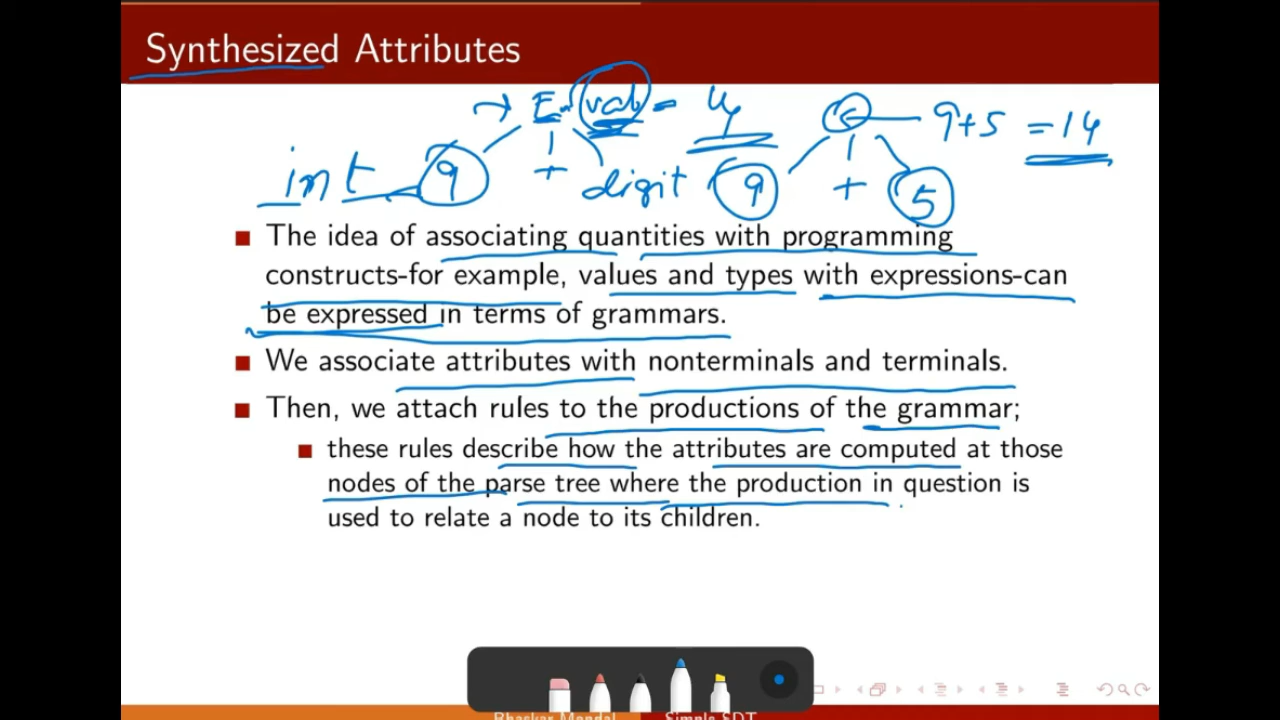 Synthesized Attributes
→ E. val = 4
9+5 = 14
int 9 + digit 9 + 5
The idea of associating quantities with programming
constructs-for example, values and types with expressions-can
be expressed in terms of grammars.
We associate attributes with nonterminals and terminals.
Then, we attach rules to the productions of the grammar;
these rules describe how the attributes are computed at those
nodes of the parse tree where the production in question is
used to relate a node to its children.
Bhaskar Mondal Simple SDT